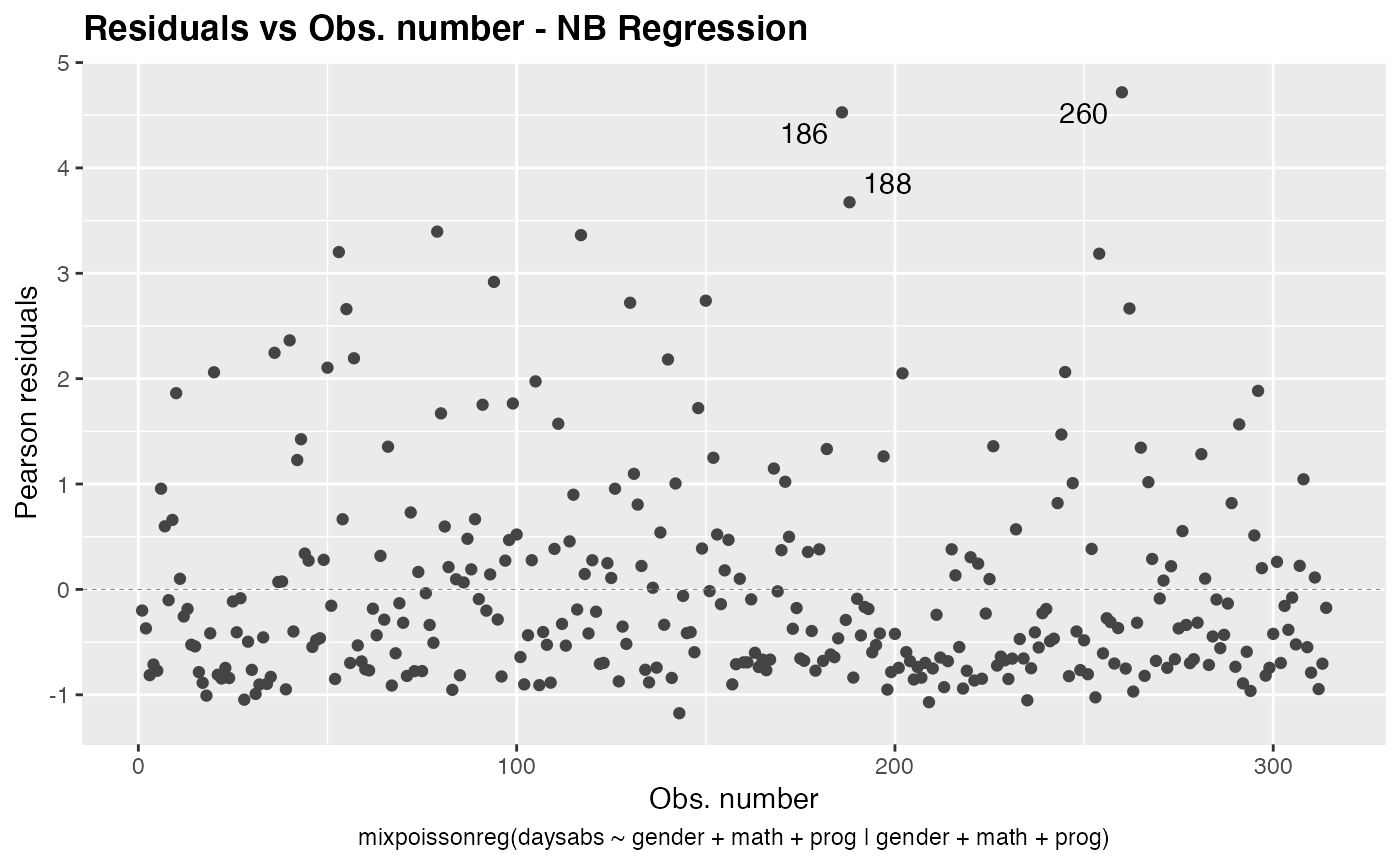 Residuals vs Obs. number - NB Regression
5
4
3
2
1
0
-1
Pearson residuals
186
188
260
0 100 200 300
Obs. number
mixpoissonreg(daysabs ~ gender + math + prog | gender + math + prog)